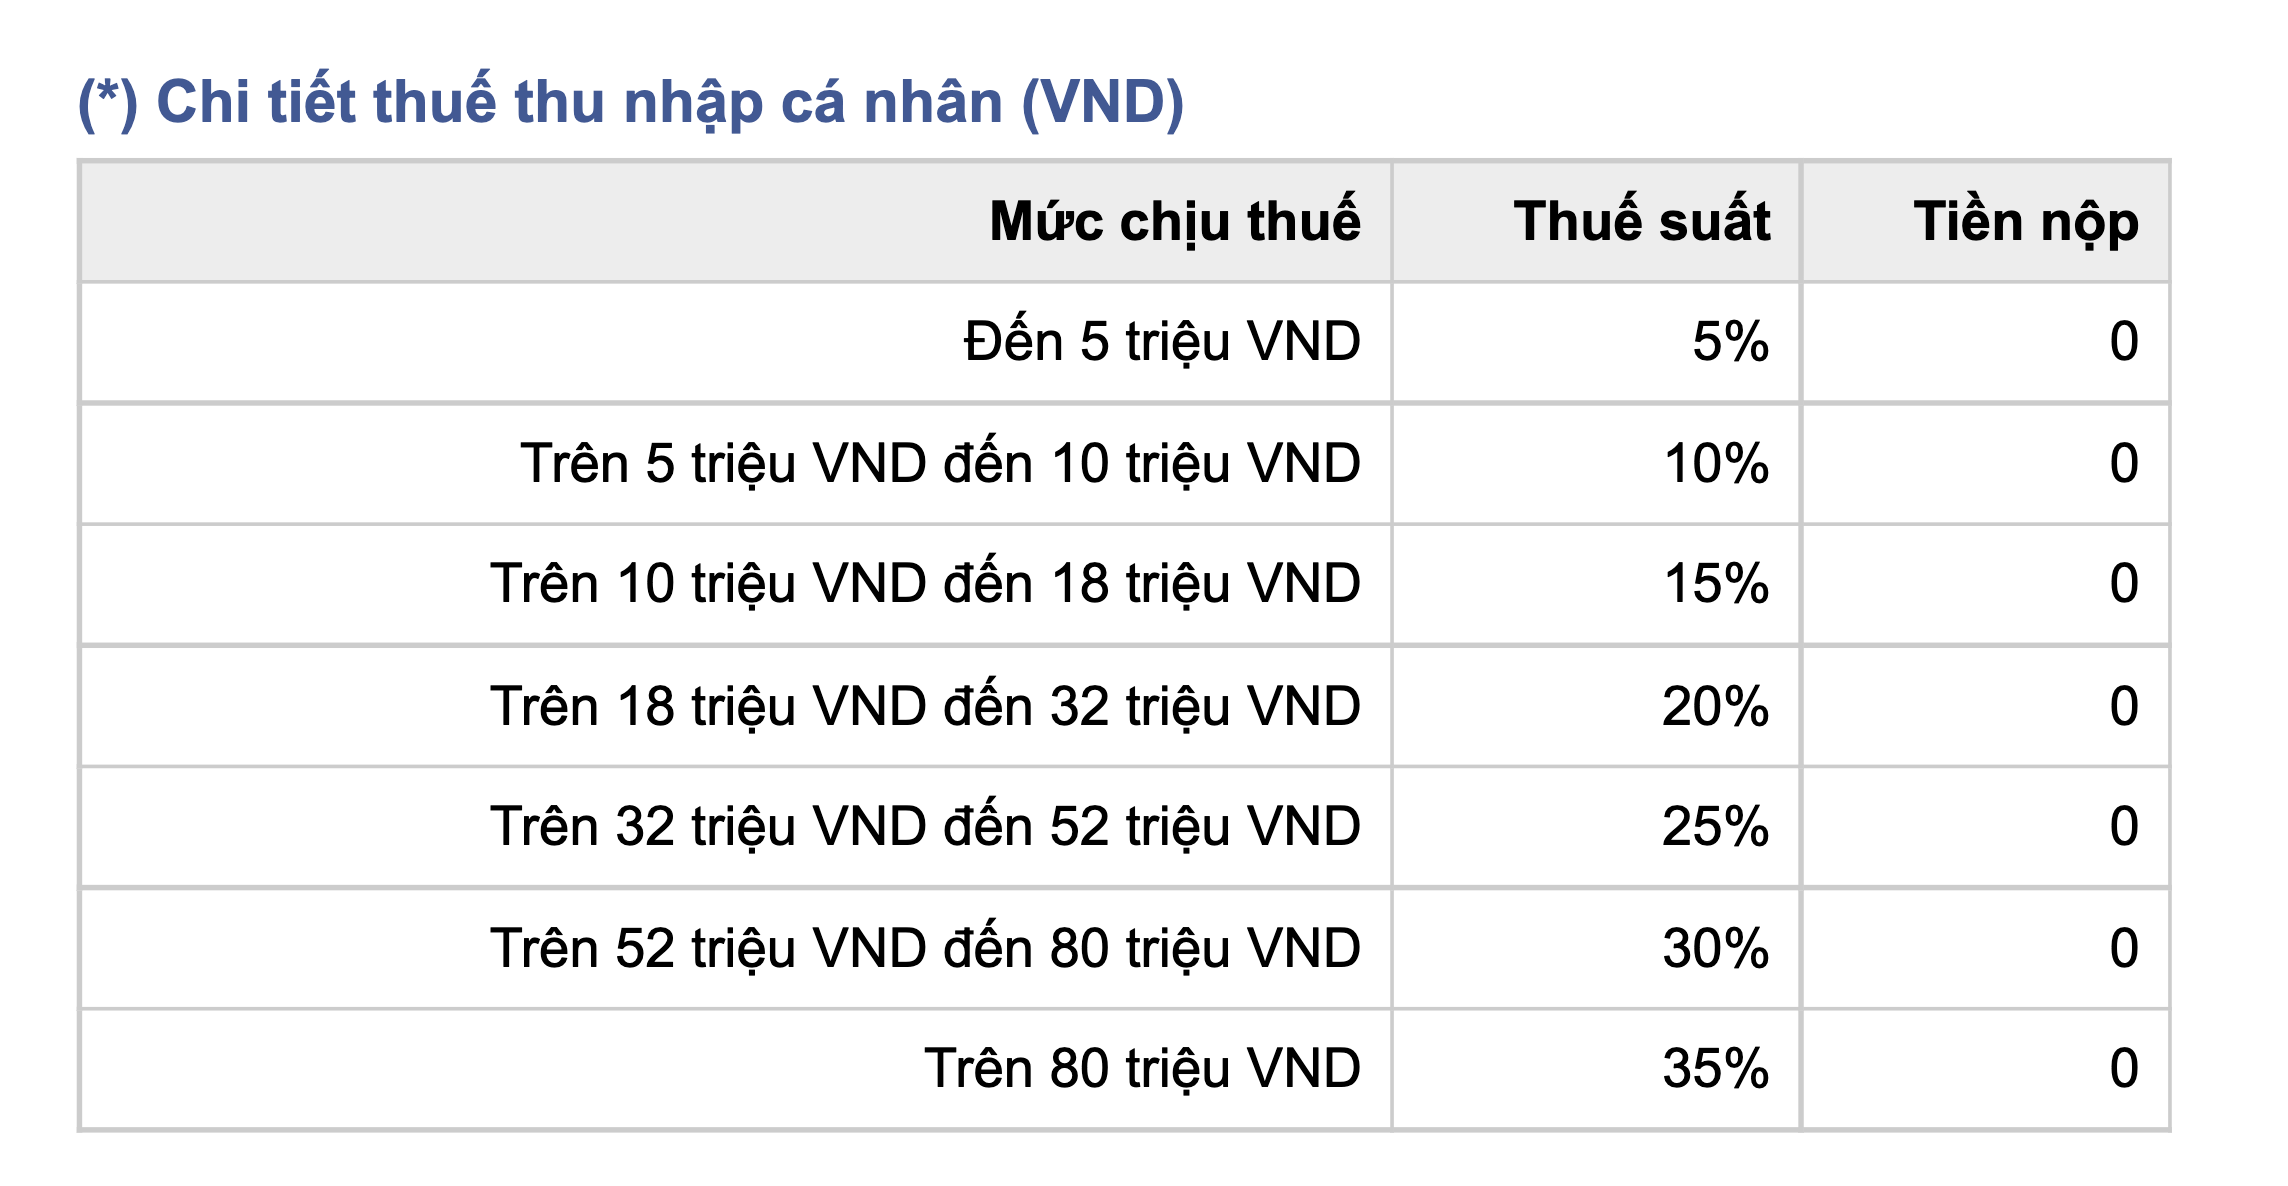 (*) Chi tiết thuế thu nhập cá nhân (VND)
Mức chịu thuế Thuế suất Tiền nộp
Đến 5 triệu VND 5% 0
Trên 5 triệu VND đến 10 triệu VND 10% 0
Trên 10 triệu VND đến 18 triệu VND 15% 0
Trên 18 triệu VND đến 32 triệu VND 20% 0
Trên 32 triệu VND đến 52 triệu VND 25% 0
Trên 52 triệu VND đến 80 triệu VND 30% 0
Trên 80 triệu VND 35% 0